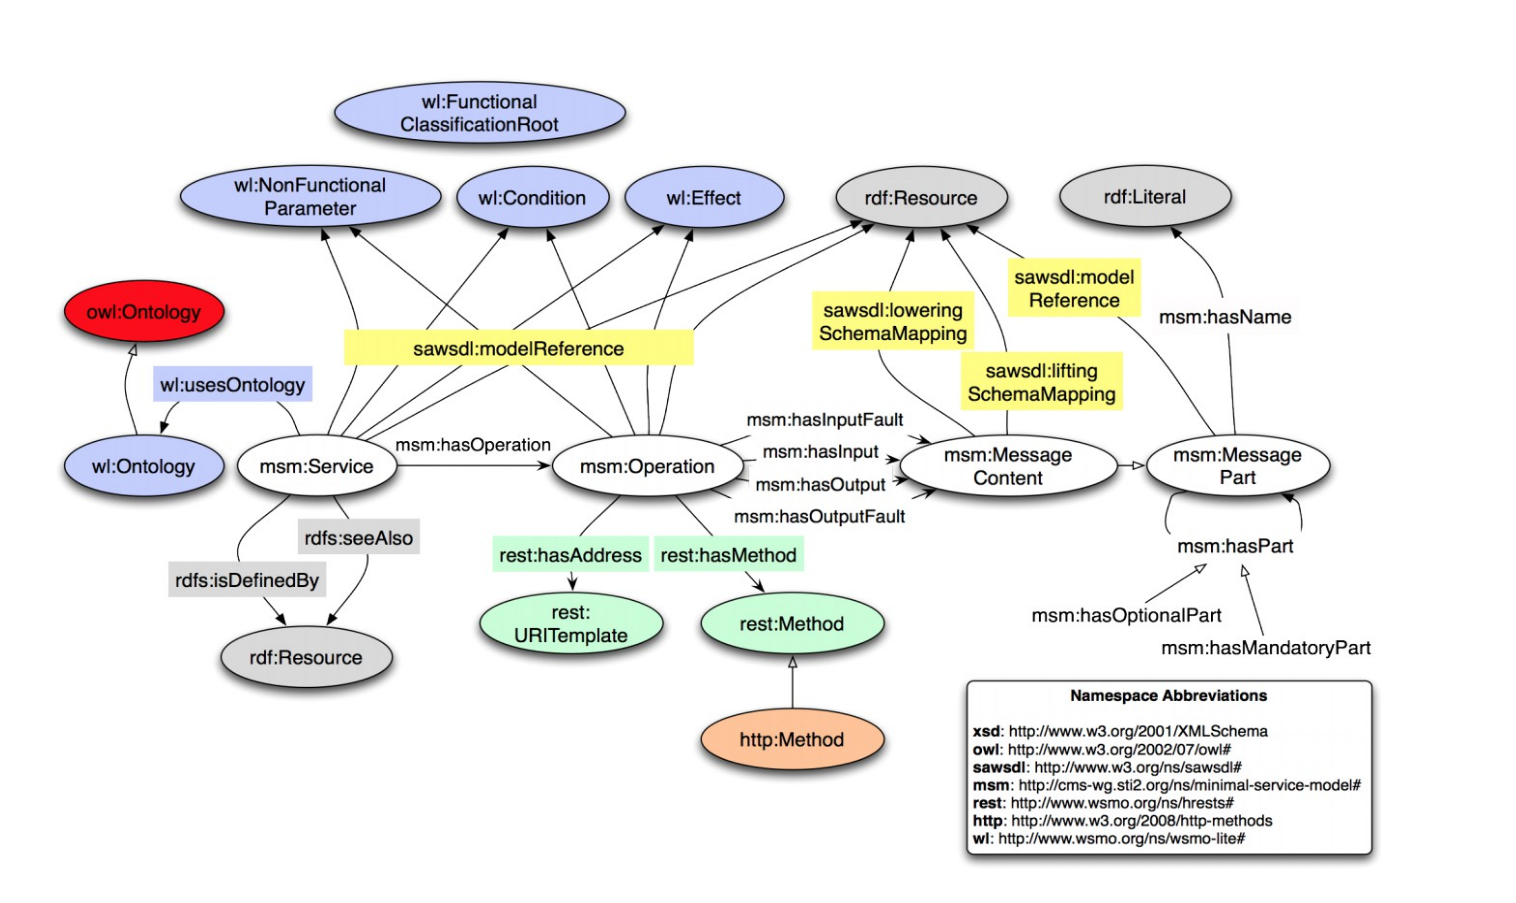 wl:Functional
ClassificationRoot
wl:NonFunctional
Parameter
wl:Condition
wl:Effect
rdf:Resource
rdf:Literal
owl:Ontology
sawsdl:model
Reference
sawsdl:lowering
SchemaMapping
msm:hasName
sawsdl:modelReference
wl:usesOntology
sawsdl:lifting
SchemaMapping
msm:hasInputFault
msm:hasOperation
msm:hasInput
wl:Ontology
msm:Service
msm:Operation
msm:Message
Content
msm:Message
Part
msm:hasOutput
msm:hasOutputFault
rdfs:seeAlso
msm:hasPart
rest:hasAddress
rest:hasMethod
rdfs:isDefinedBy
rest:
URITemplate
rest:Method
msm:hasOptionalPart
msm:hasMandatoryPart
rdf:Resource
http:Method
Namespace Abbreviations
xsd: http://www.w3.org/2001/XMLSchema
owl: http://www.w3.org/2002/07/owl#
sawsdl: http://www.w3.org/ns/sawsdl#
msm: http://cms-wg.sti2.org/ns/minimal-service-model#
rest: http://www.wsmo.org/ns/hrests#
http: http://www.w3.org/2008/http-methods
wl: http://www.wsmo.org/ns/wsmo-lite#